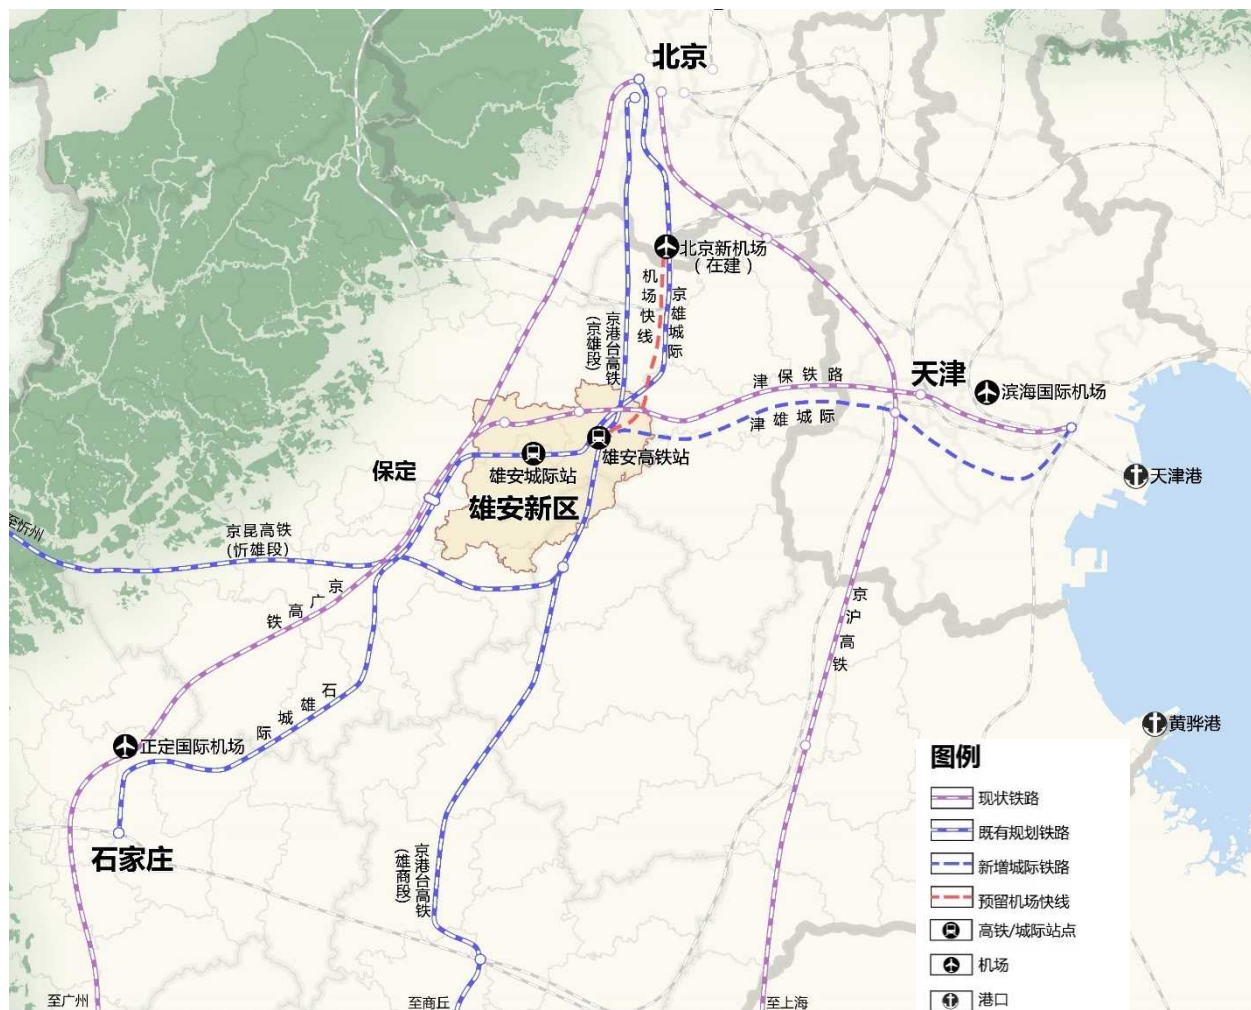 北京
北京新机场
（在建）
机场快线
京雄城际
京港台高铁
(京雄段)
天津
滨海国际机场
津保铁路
津雄城际
雄安高铁站
雄安城际站
雄安新区
保定
天津港
至忻州
京昆高铁
(忻雄段)
京广高铁
京沪高铁
石雄城际
正定国际机场
黄骅港
石家庄
京港台高铁
(雄商段)
至广州
至商丘
至上海
图例
现状铁路
既有规划铁路
新增城际铁路
预留机场快线
高铁/城际站点
机场
港口